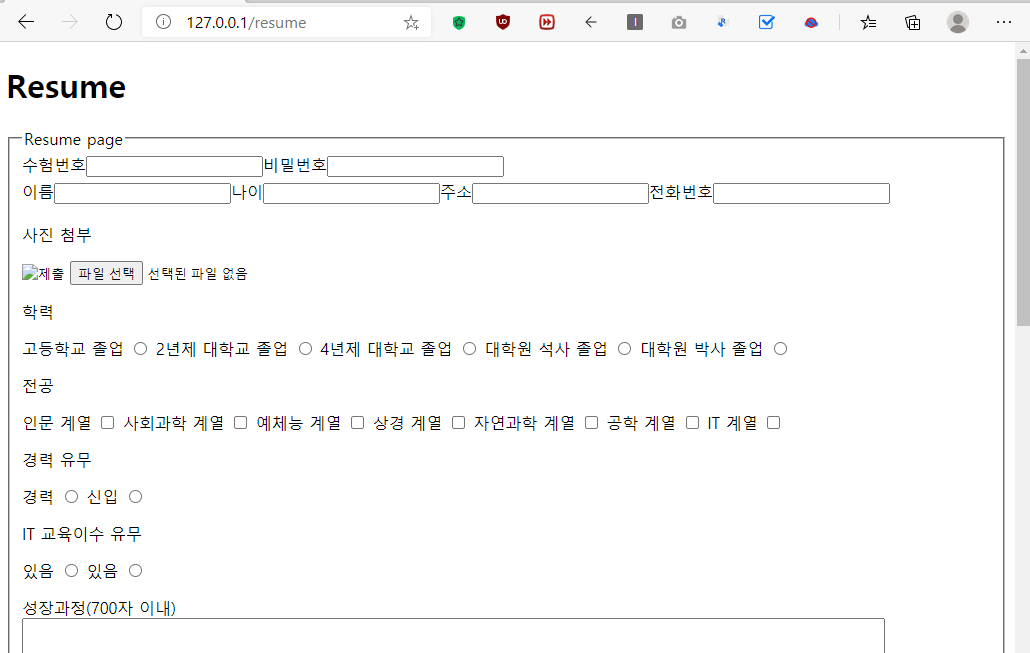 127.0.0.1/resume
Resume
Resume page
수험번호 비밀번호
이름 나이 주소 전화번호
사진 첨부
제출 파일 선택 선택된 파일 없음
학력
고등학교 졸업 2년제 대학교 졸업 4년제 대학교 졸업 대학원 석사 졸업 대학원 박사 졸업
전공
인문 계열 사회과학 계열 예체능 계열 상경 계열 자연과학 계열 공학 계열 IT 계열
경력 유무
경력 신입
IT 교육이수 유무
있음 있음
성장과정(700자 이내)